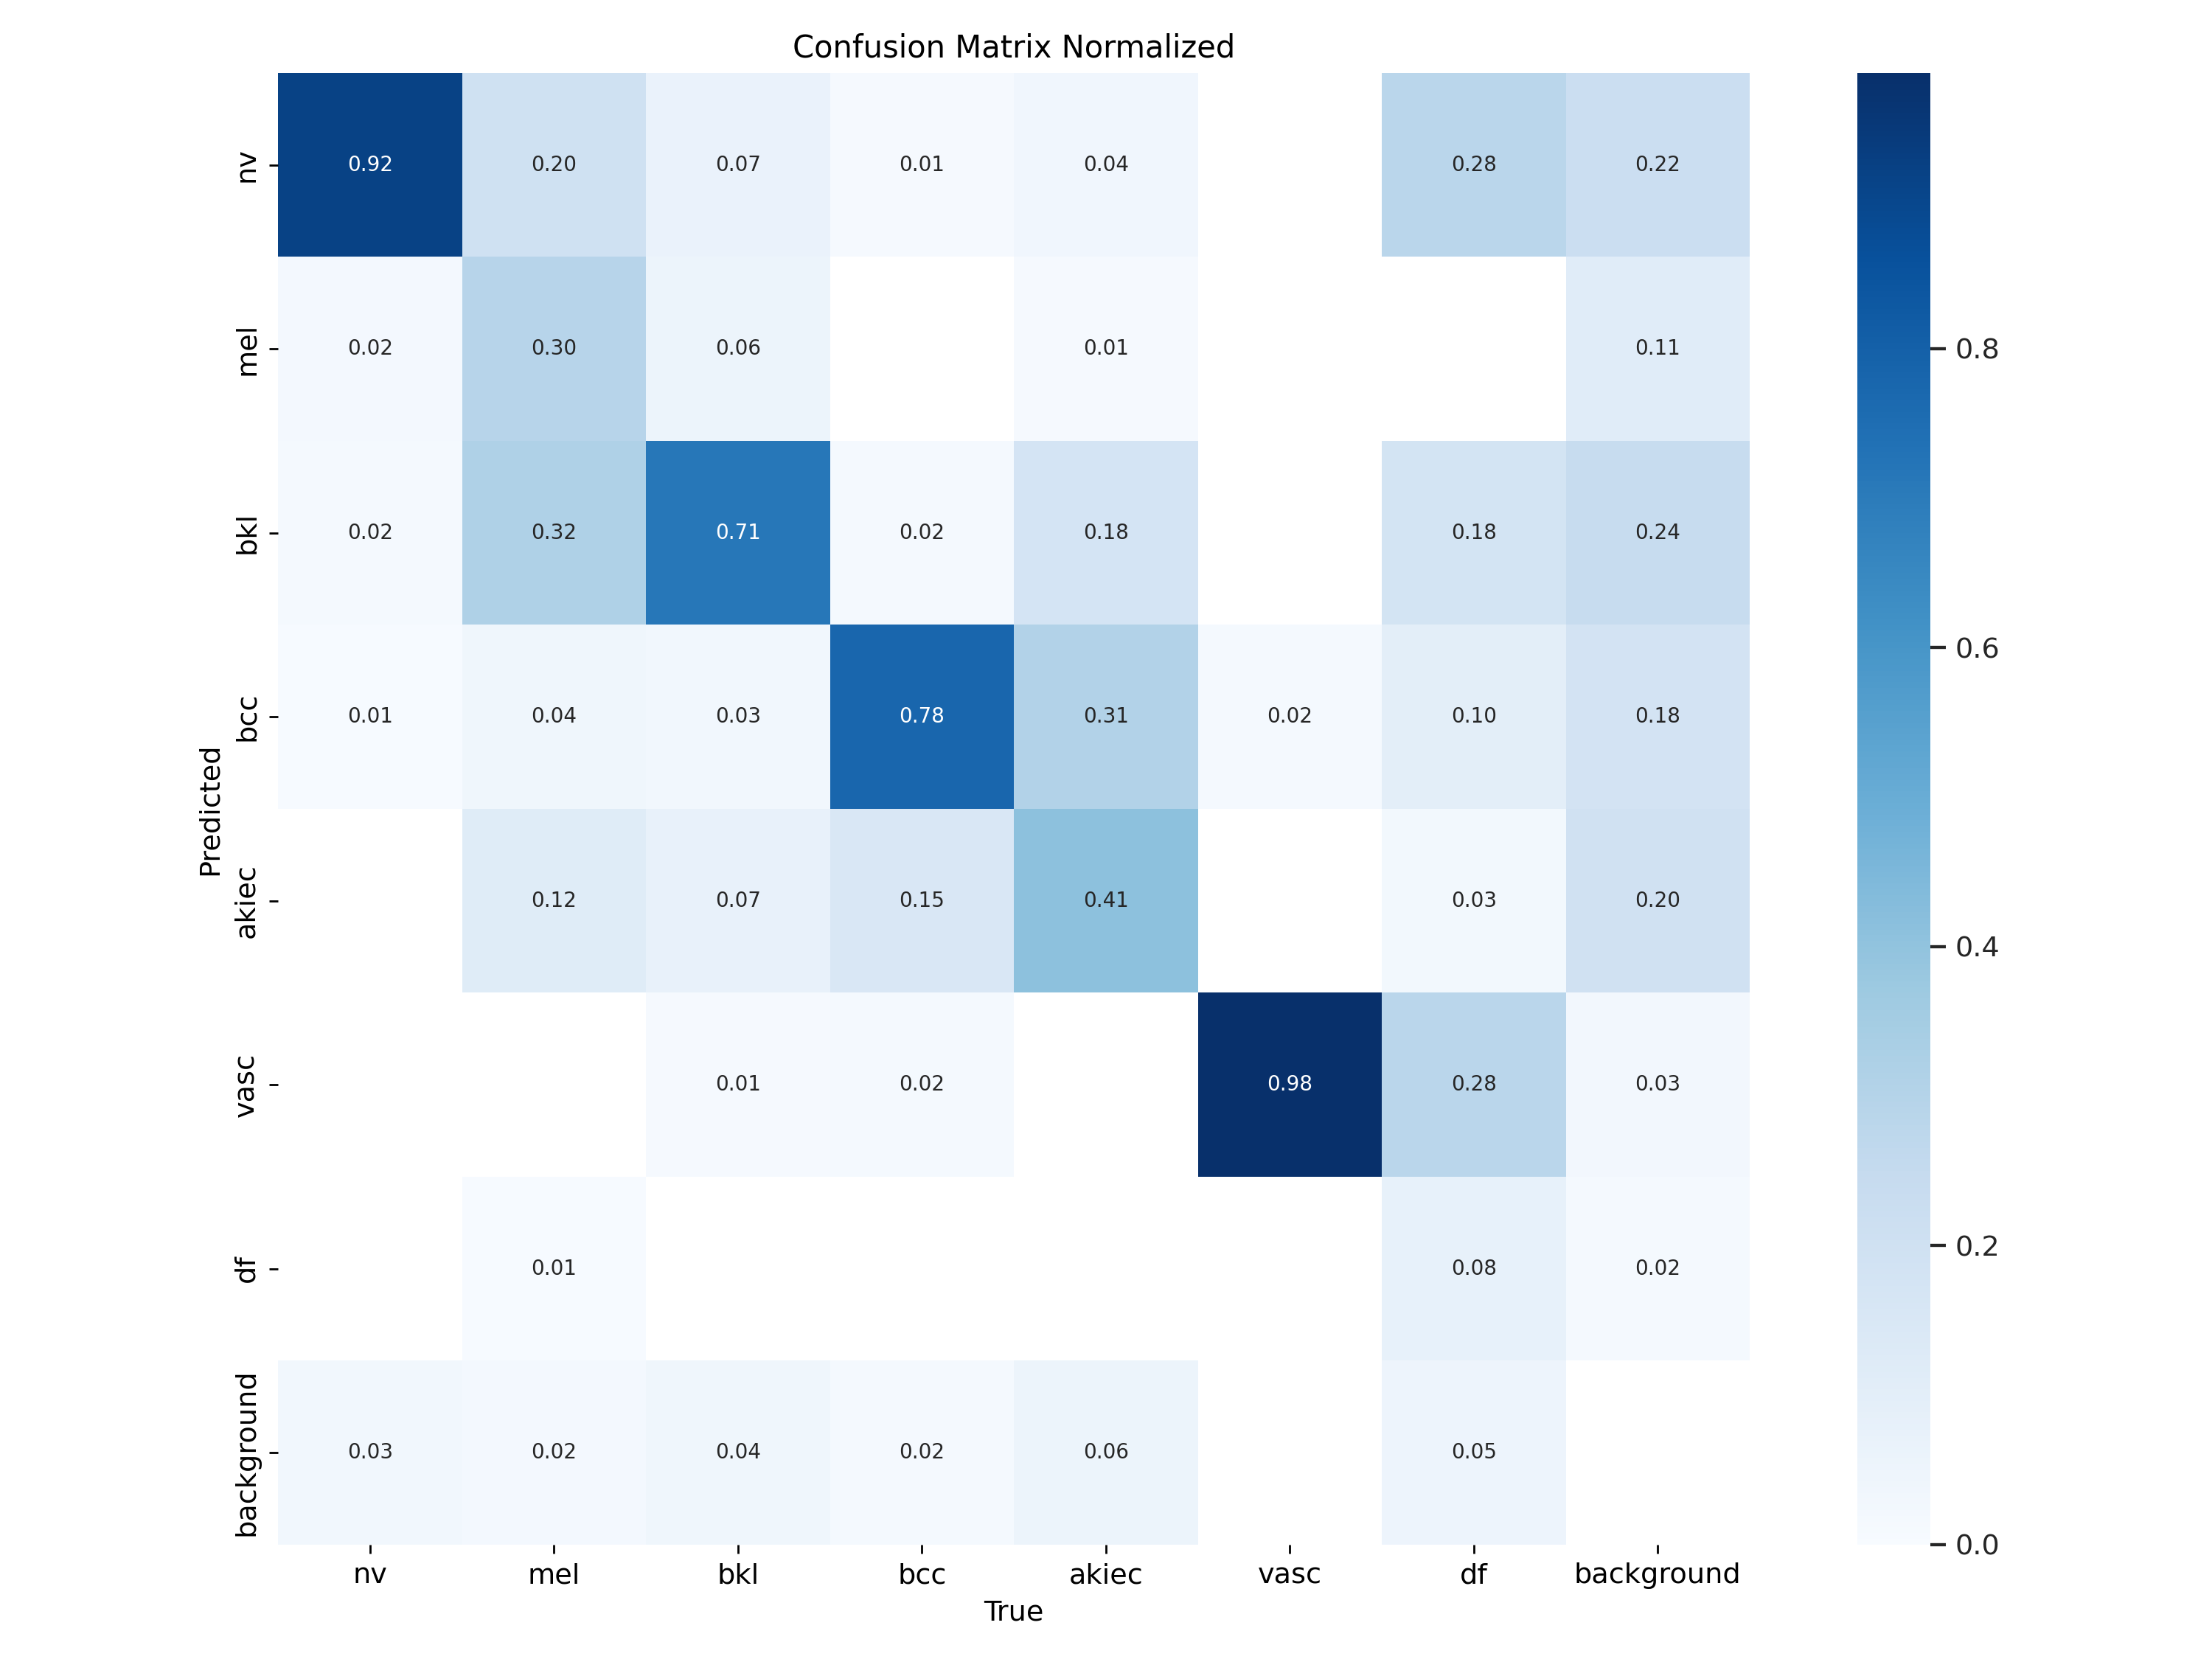 Confusion Matrix Normalized
nv 0.92 0.20 0.07 0.01 0.04 0.28 0.22
mel 0.02 0.30 0.06 0.01 0.11
bkl 0.02 0.32 0.71 0.02 0.18 0.18 0.24
bcc 0.01 0.04 0.03 0.78 0.31 0.02 0.10 0.18
akiec 0.12 0.07 0.15 0.41 0.03 0.20
vasc 0.01 0.02 0.98 0.28 0.03
df 0.01 0.08 0.02
background 0.03 0.02 0.04 0.02 0.06 0.05
Predicted
nv mel bkl bcc akiec vasc df background
True
0.8
0.6
0.4
0.2
0.0